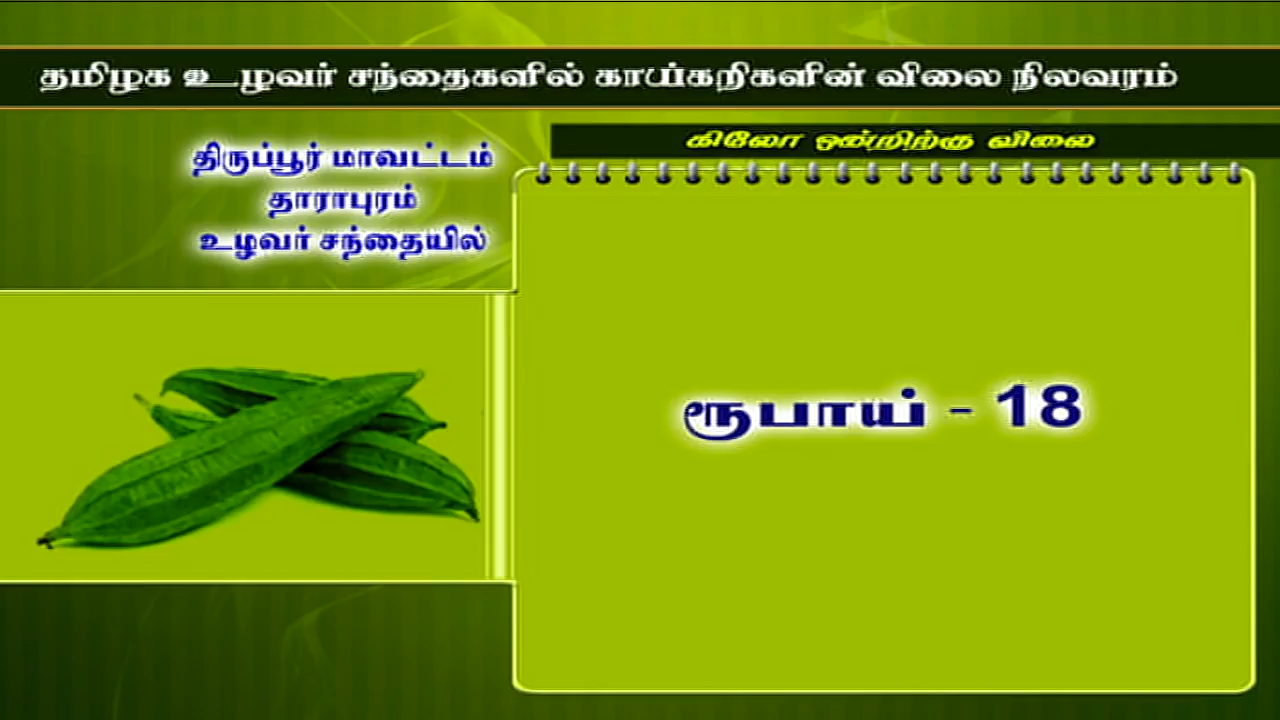 தமிழக உழவர் சந்தைகளில் காய்கறிகளின் விலை நிலவரம்
கிலோ ஒன்றிற்கு விலை
திருப்பூர் மாவட்டம்
தாராபுரம்
உழவர் சந்தையில்
ரூபாய் - 18